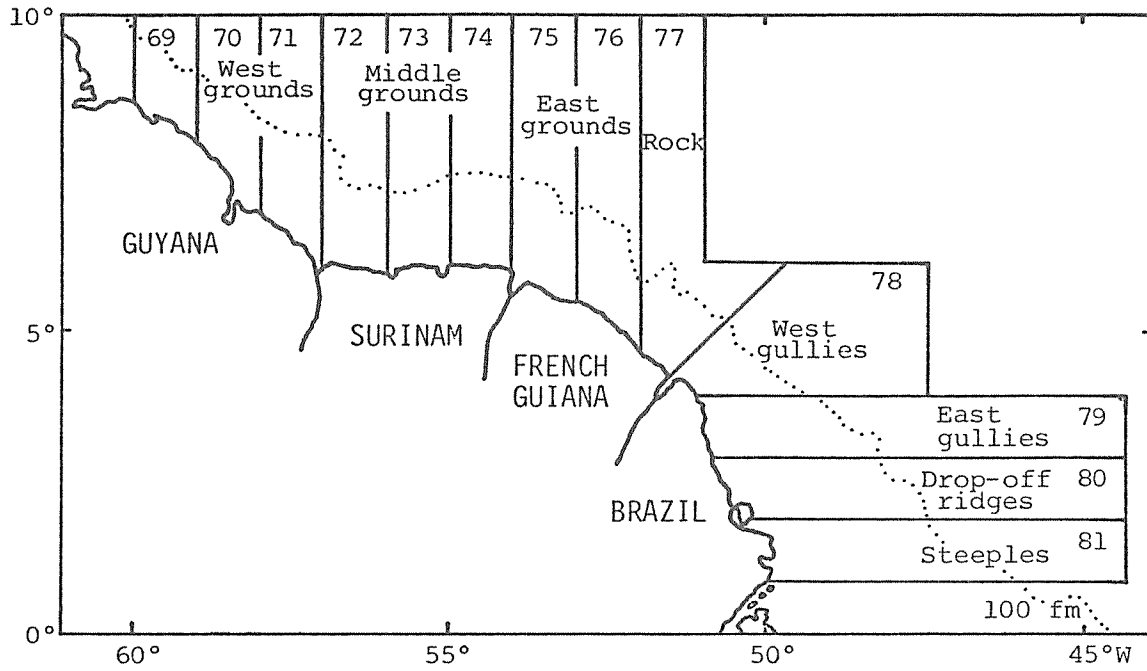 10°
69 70 71 72 73 74 75 76 77
West
grounds
Middle
grounds
East
grounds
Rock
GUYANA
78
5°
SURINAM
West
gullies
FRENCH
GUIANA
East
gullies
79
Drop-off
ridges
80
BRAZIL
Steeples
81
100 fm
0°
60° 55° 50° 45°W